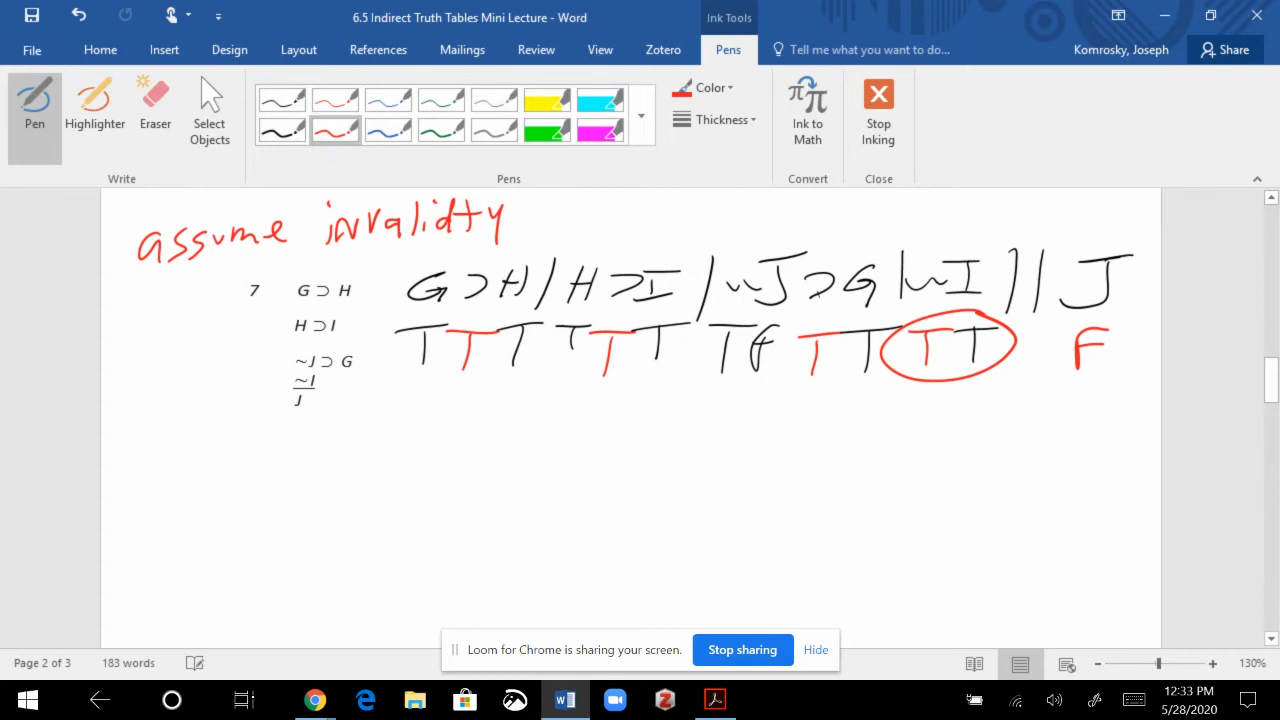 6.5 Indirect Truth Tables Mini Lecture - Word
Ink Tools
File Home Insert Design Layout References Mailings Review View Zotero Pens Tell me what you want to do... Komrosky, Joseph Share
Pen Highlighter Eraser Select Objects
Color
Thickness
Ink to Math
Stop Inking
Write Pens Convert Close
assume invalidty
G ⊃ H / H ⊃ I / ~J ⊃ G / ~I // J
7 G ⊃ H
H ⊃ I
~J ⊃ G
~I
J
T T T T T T T F T T T T F
Loom for Chrome is sharing your screen. Stop sharing Hide
Page 2 of 3 183 words 130%
12:33 PM
5/28/2020